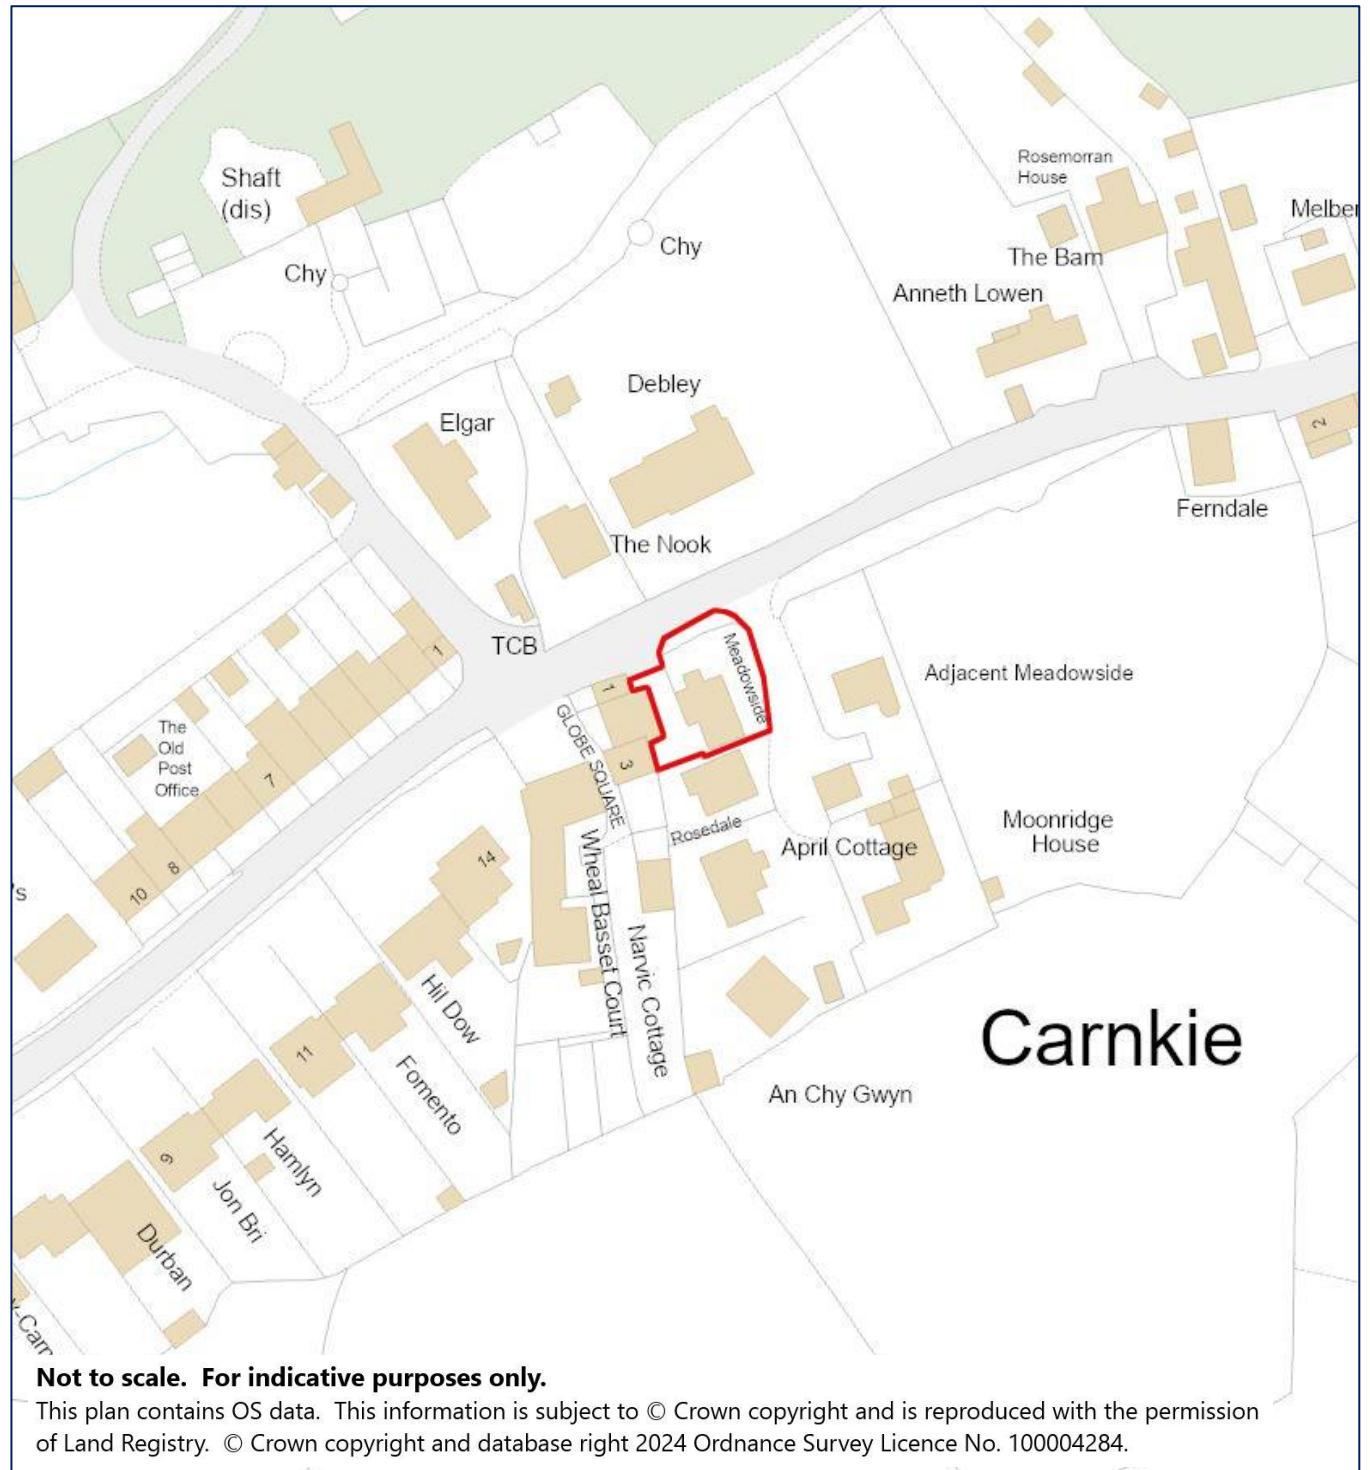 Shaft
(dis)
Chy
Chy
Rosemorran
House
Melber
The Barn
Anneth Lowen
Debley
Elgar
2
Ferndale
The Nook
TCB
1
Meadowside
Adjacent Meadowside
1
GLOBE SQUARE
3
The
Old
Post
Office
7
Rosedale
Moonridge
House
April Cottage
14
8
10
's
Wheal Basset Court
Narvic Cottage
Hil Dow
Carnkie
11
Fomento
An Chy Gwyn
9
Hamlyn
Jon Bri
Durban
y-Carn
Not to scale. For indicative purposes only.
This plan contains OS data. This information is subject to © Crown copyright and is reproduced with the permission
of Land Registry. © Crown copyright and database right 2024 Ordnance Survey Licence No. 100004284.